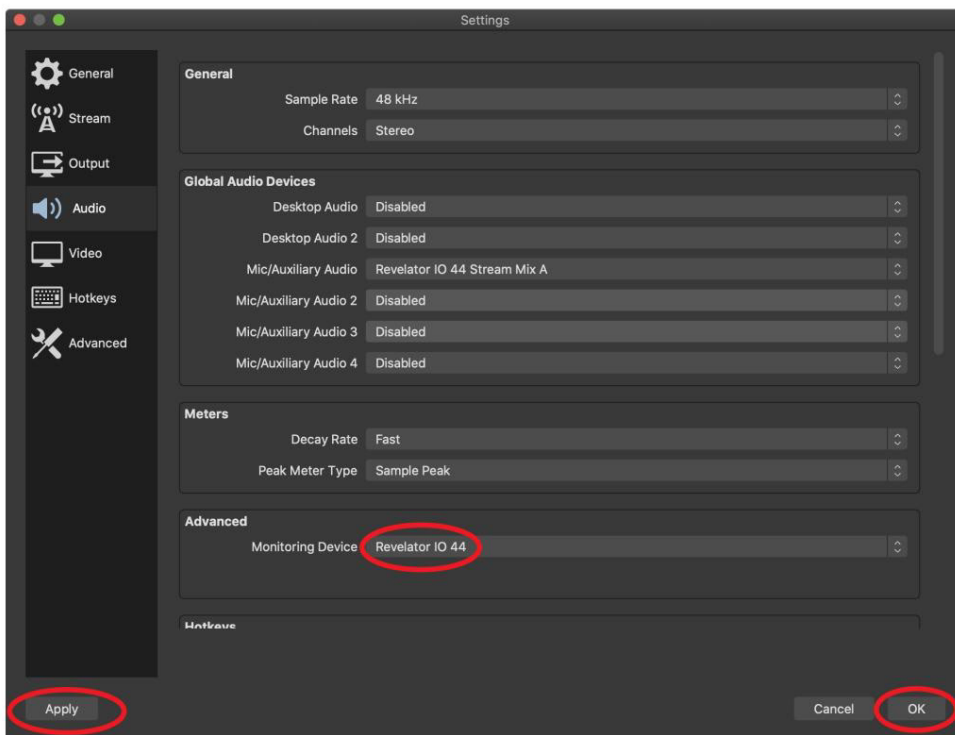 Settings
General
Stream
Output
Audio
Video
Hotkeys
Advanced
General
Sample Rate 48 kHz
Channels Stereo
Global Audio Devices
Desktop Audio Disabled
Desktop Audio 2 Disabled
Mic/Auxiliary Audio Revelator IO 44 Stream Mix A
Mic/Auxiliary Audio 2 Disabled
Mic/Auxiliary Audio 3 Disabled
Mic/Auxiliary Audio 4 Disabled
Meters
Decay Rate Fast
Peak Meter Type Sample Peak
Advanced
Monitoring Device Revelator IO 44
Hotkeys
Apply Cancel OK